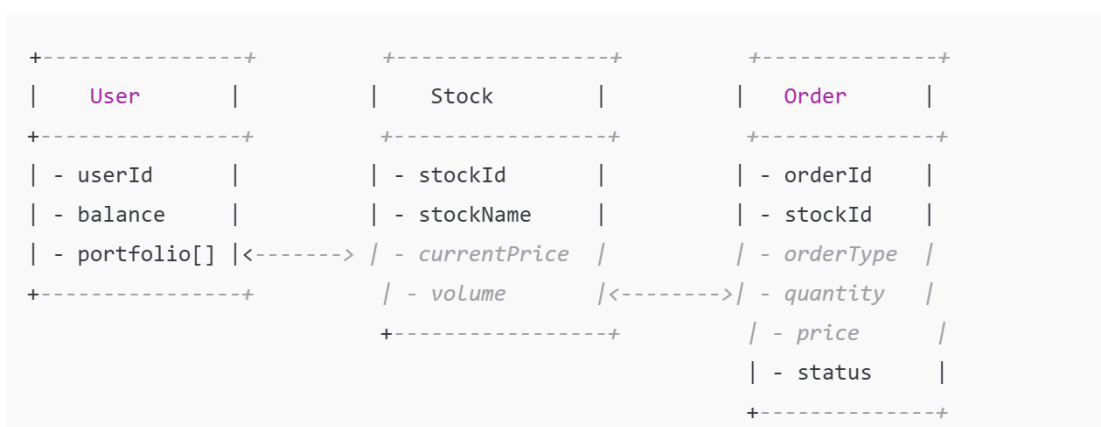 +----------------+          +-----------------+          +--------------+
|    User        |          |    Stock        |          |   Order      |
+----------------+          +-----------------+          +--------------+
| - userId       |          | - stockId       |          | - orderId    |
| - balance      |          | - stockName     |          | - stockId    |
| - portfolio[] |<-------> | - currentPrice  |          | - orderType  |
+----------------+          | - volume       |<-------->| - quantity   |
                            +-----------------+          | - price       |
                                                         | - status     |
                                                         +--------------+